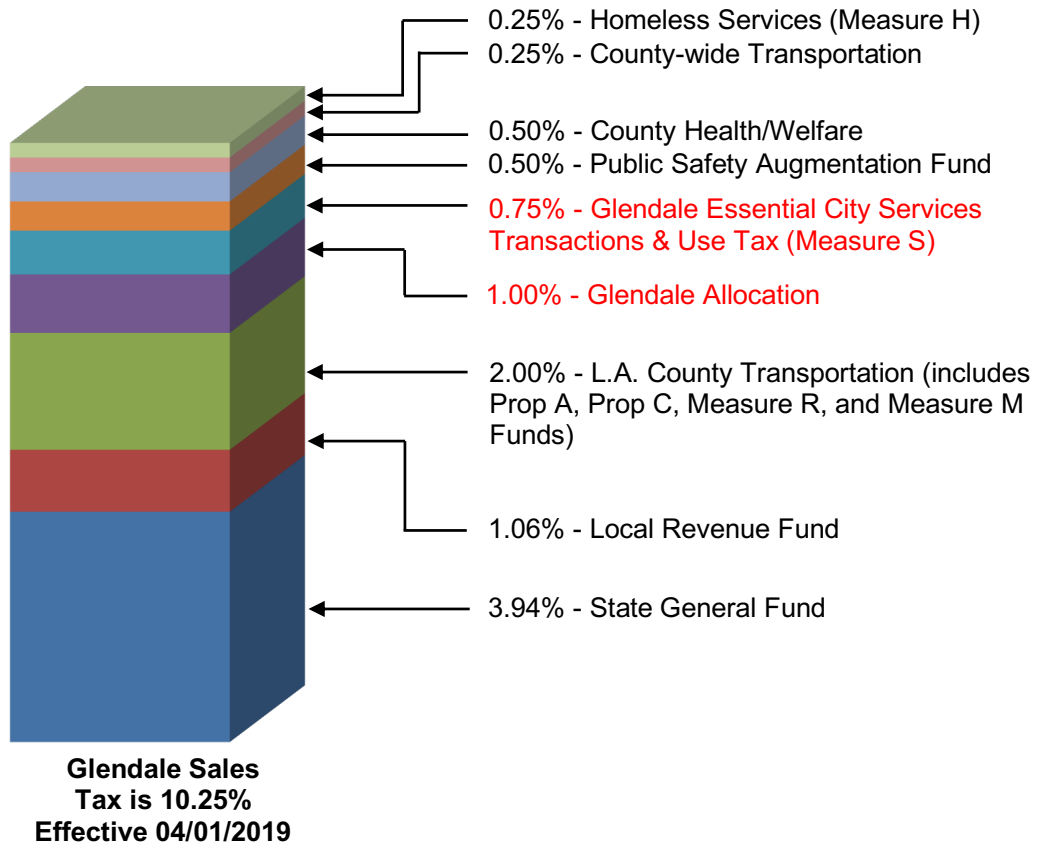 0.25% - Homeless Services (Measure H)
0.25% - County-wide Transportation
0.50% - County Health/Welfare
0.50% - Public Safety Augmentation Fund
0.75% - Glendale Essential City Services
Transactions & Use Tax (Measure S)
1.00% - Glendale Allocation
2.00% - L.A. County Transportation (includes
Prop A, Prop C, Measure R, and Measure M
Funds)
1.06% - Local Revenue Fund
3.94% - State General Fund
Glendale Sales
Tax is 10.25%
Effective 04/01/2019